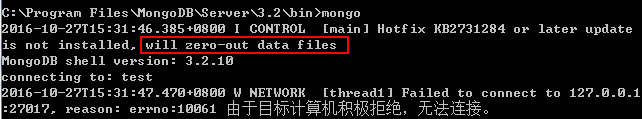 C:\Program Files\MongoDB\Server\3.2\bin>mongo
2016-10-27T15:31:46.385+0800 I CONTROL  [main] Hotfix KB2731284 or later update
is not installed, will zero-out data files
MongoDB shell version: 3.2.10
connecting to: test
2016-10-27T15:31:47.470+0800 W NETWORK  [thread1] Failed to connect to 127.0.0.1
:27017, reason: errno:10061 由于目标计算机积极拒绝，无法连接。